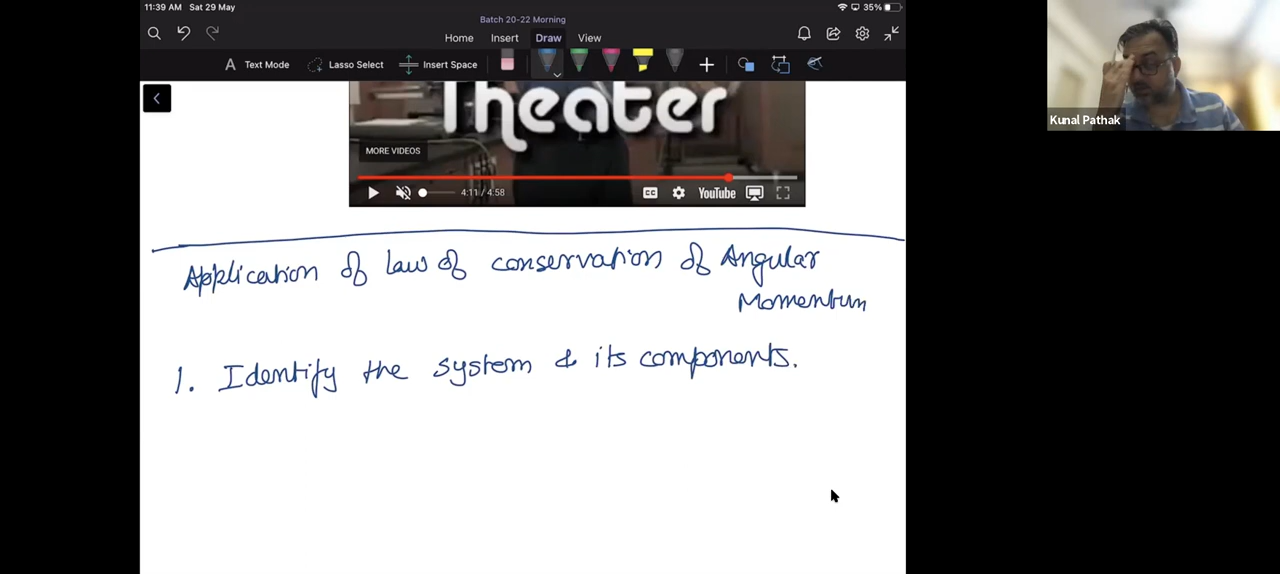 11:39 AM Sat 29 May
35%
Batch 20-22 Morning
Home Insert Draw View
Text Mode Lasso Select Insert Space
Theater
MORE VIDEOS
4:11 / 4:58 CC YouTube
Kunal Pathak
Application of law of conservation of Angular
Momentum
1. Identify the system & its components.